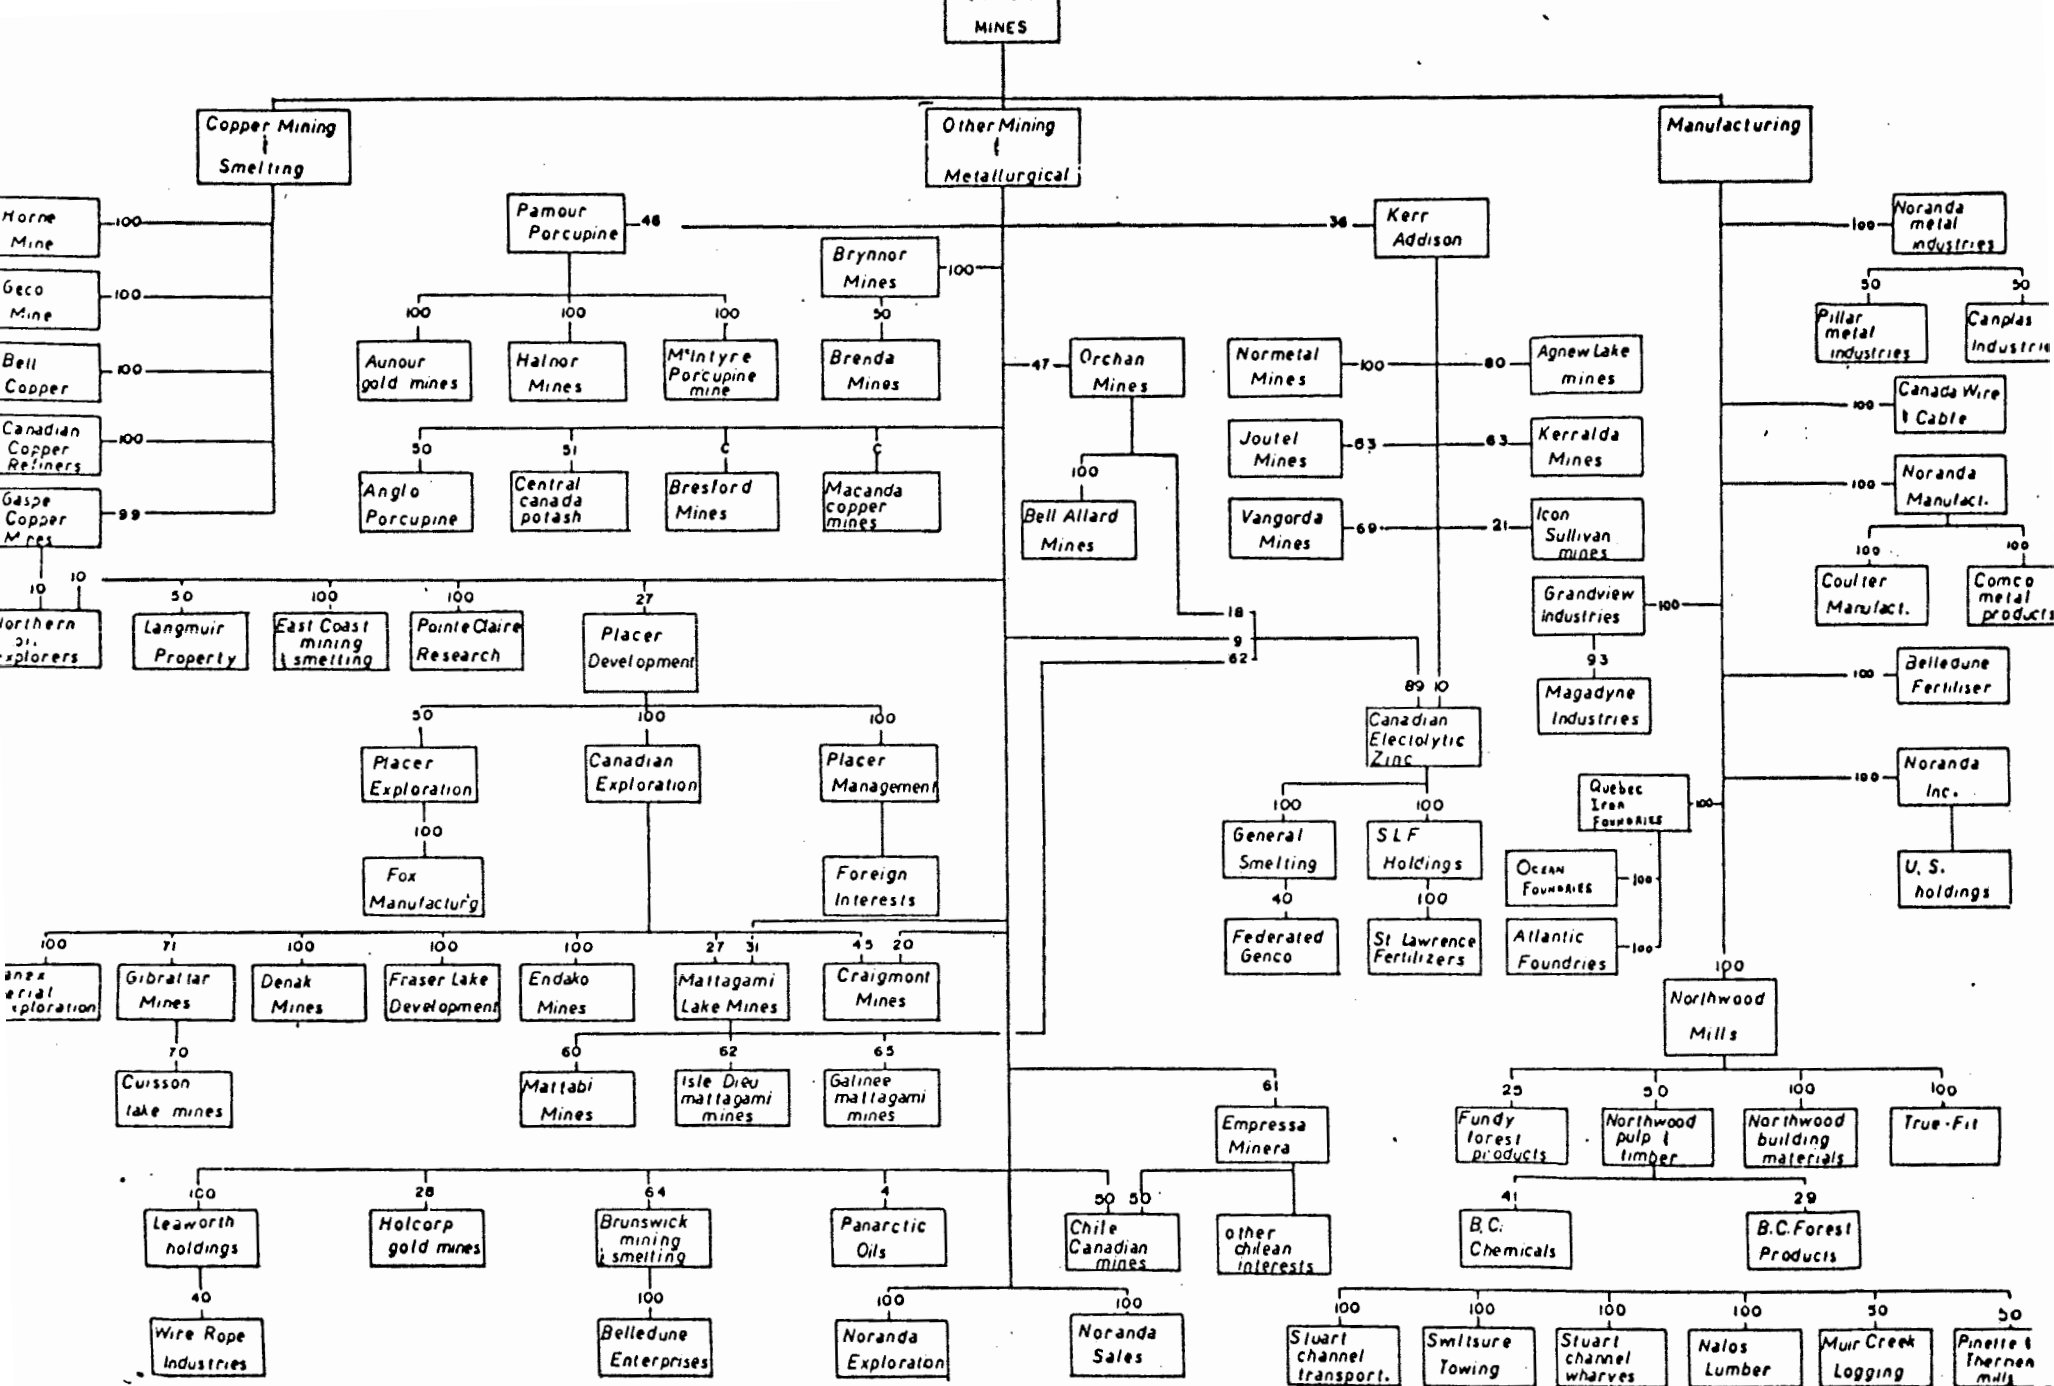 MINES
Copper Mining
&
Smelting
Other Mining
&
Metallurgical
Manufacturing
Horne
Mine
100
Geco
Mine
100
Bell
Copper
100
Canadian
Copper
Refiners
100
Gaspe
Copper
Mines
99
Pamour
Porcupine
46
36
Kerr
Addison
Brynnor
Mines
100
50
Brenda
Mines
100
100
100
Aunour
gold mines
Halnor
Mines
McIntyre
Porcupine
mine
47
Orchan
Mines
Normetal
Mines
100
80
Agnew Lake
mines
Joutel
Mines
63
63
Kerralda
Mines
Vangorda
Mines
69
21
Icon
Sullivan
mines
50
51
C
C
Anglo
Porcupine
Central
canada
potash
Bresford
Mines
Macanda
copper
mines
100
Bell Allard
Mines
100
Noranda
metal
industries
50
50
Pillar
metal
industries
Canplas
100
Canada Wire
& Cable
100
Noranda
Manufact.
100
100
Coulter
Manufact.
Comco
metal
products
Grandview
Industries
100
93
Magadyne
Industries
100
Belledune
Fertiliser
100
Noranda
Inc.
U.S.
holdings
10
10
50
100
100
27
Langmuir
Property
East Coast
mining
& smelting
Pointe Claire
Research
Placer
Development
18
9
62
89
10
Canadian
Electolytic
Zinc
50
100
100
Placer
Exploration
Canadian
Exploration
Placer
Management
100
Fox
Manufactur'g
Foreign
Interests
100
100
General
Smelting
SLF
Holdings
40
100
Federated
Genco
St Lawrence
Fertilizers
Quebec
Iron
Foundries
100
Ocean
Foundries
100
Atlantic
Foundries
100
100
Northwood
Mills
100
71
100
100
100
27
31
45
20
Gibraltar
Mines
Denak
Mines
Fraser Lake
Development
Endako
Mines
Mattagami
Lake Mines
Craigmont
Mines
70
60
62
65
Cuisson
lake mines
Mattabi
Mines
Isle Dieu
mattagami
mines
Galinee
mattagami
mines
61
Empressa
Minera
25
50
100
100
Fundy
forest
products
Northwood
pulp &
timber
Northwood
building
materials
True-Fit
41
29
B.C.
Chemicals
B.C. Forest
Products
100
28
64
4
50
50
Leaworth
holdings
Holcorp
gold mines
Brunswick
mining
& smelting
Panarctic
Oils
Chile
Canadian
mines
other
chilean
interests
40
100
100
100
Wire Rope
Industries
Belledune
Enterprises
Noranda
Exploration
Noranda
Sales
100
100
100
100
50
50
Stuart
channel
transport.
Swiftsure
Towing
Stuart
channel
wharves
Nalos
Lumber
Muir Creek
Logging
Pinette &
Thermen
mills